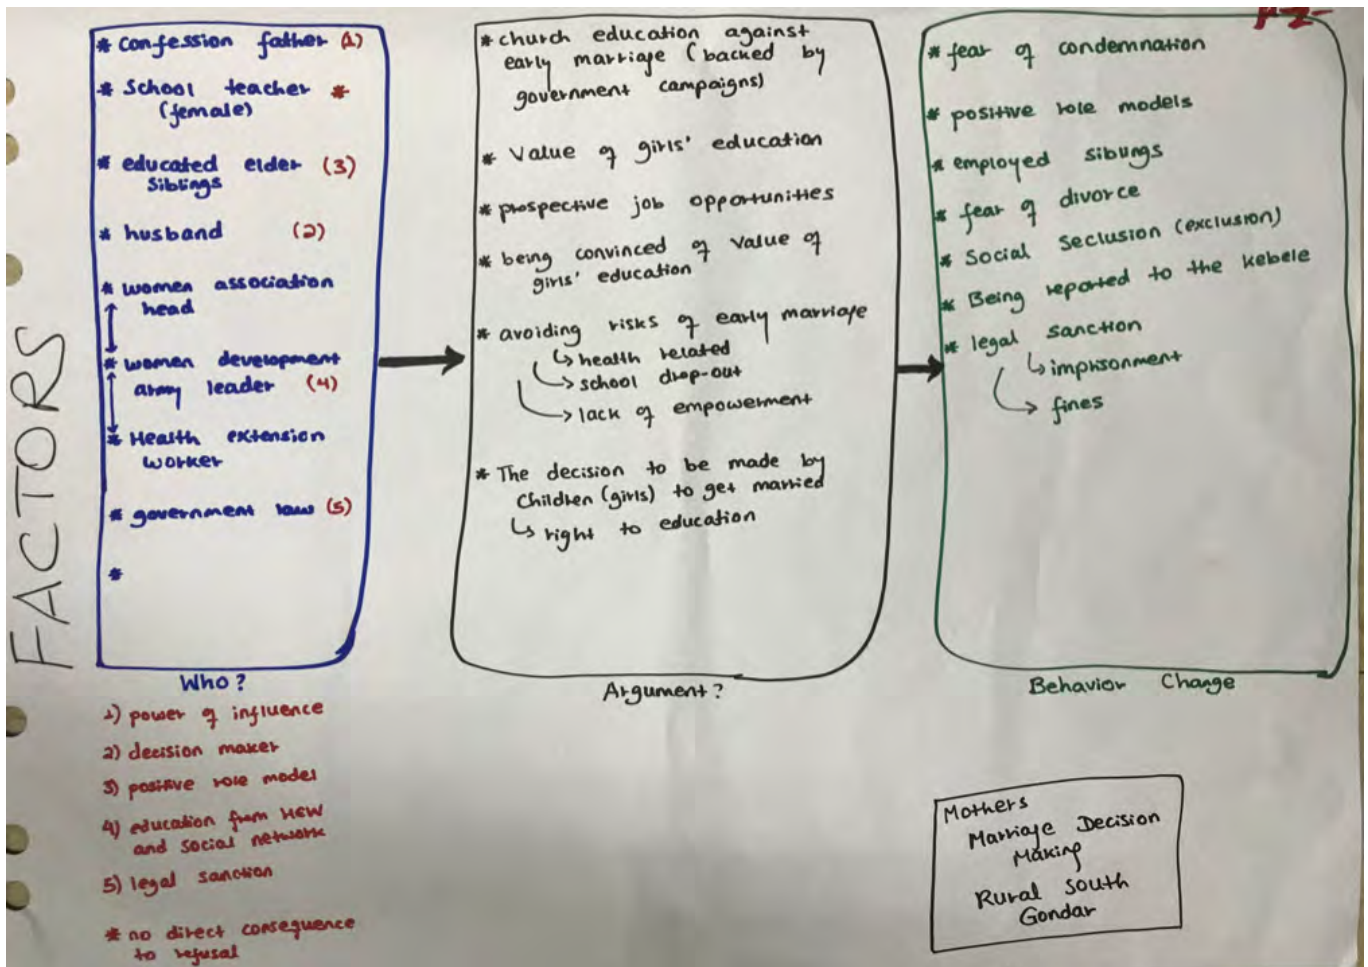 FACTORS
* Confession father (1)
* School teacher *
(female)
* educated elder (3)
siblings
* husband (2)
* women association
head
* women development
army leader (4)
* Health extension
worker
* government law (5)
*
Who?
1) power of influence
2) decision maker
3) positive role model
4) education from HEW
and social network
5) legal sanction
* no direct consequence
to refusal
* church education against
early marriage (backed by
government campaigns)
* Value of girls' education
* prospective job opportunities
* being convinced of value of
girls' education
* avoiding risks of early marriage
↳ health related
→ school drop-out
→ lack of empowerment
* The decision to be made by
children (girls) to get married
↳ right to education
Argument?
* fear of condemnation
* positive role models
* employed siblings
* fear of divorce
* Social Seclusion (exclusion)
* Being reported to the kebele
* legal sanction
↳ imprisonment
→ fines
Behavior Change
Mothers
Marriage Decision
Making
Rural South
Gondar